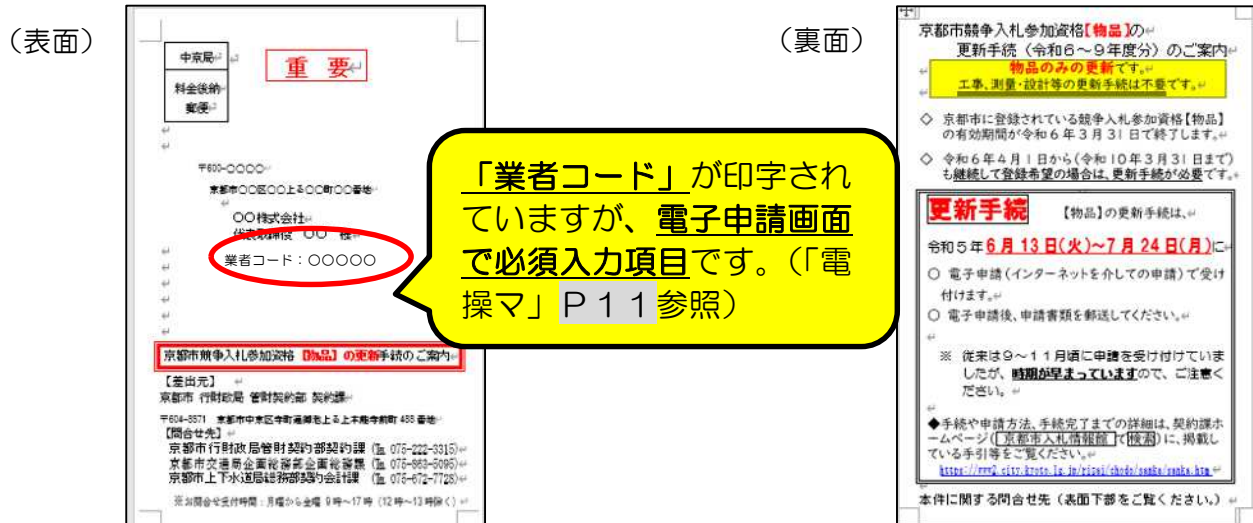 （表面）
中京局
重　要
料金後納
郵便
〒600-○○○○
京都市○○区○○上る○○町○○番地
○○株式会社
代表取締役　○○　様
業者コード：○○○○○
京都市競争入札参加資格【物品】の更新手続のご案内
【差出元】
京都市 行財政局 管財契約部 契約課
〒604-8571　京都市中京区寺町通御池上る上本能寺前町 488 番地
【問合せ先】
京都市行財政局管財契約部契約課（℡ 075-222-3315）
京都市交通局企画総務部企画総務課（℡ 075-863-5095）
京都市上下水道局総務部契約会計課（℡ 075-672-7728）
※お問合せ受付時間：月曜から金曜 9時～17時（12時～13時除く）
「業者コード」が印字され
ていますが、電子申請画面
で必須入力項目です。（「電
操マ」Ｐ１１参照）
（裏面）
京都市競争入札参加資格【物品】の
更新手続（令和６～９年度分）のご案内
物品のみの更新です。
工事、測量・設計等の更新手続は不要です。
◇　京都市に登録されている競争入札参加資格【物品】
の有効期間が令和６年３月31日で終了します。
◇　令和６年４月１日から（令和10年３月31日まで）
も継続して登録希望の場合は、更新手続が必要です。
更新手続　【物品】の更新手続は、
令和５年６月13日(火)～7月24日(月)に
○　電子申請（インターネットを介しての申請）で受け
付けます。
○　電子申請後、申請書類を郵送してください。
※　従来は９～１１月頃に申請を受け付けていま
したが、時期が早まっていますので、ご注意く
ださい。
◆手続や申請方法、手続完了までの詳細は、契約課ホ
ームページ（京都市入札情報館で検索）に、掲載し
ている手引等をご覧ください。
本件に関する問合せ先（表面下部をご覧ください。）